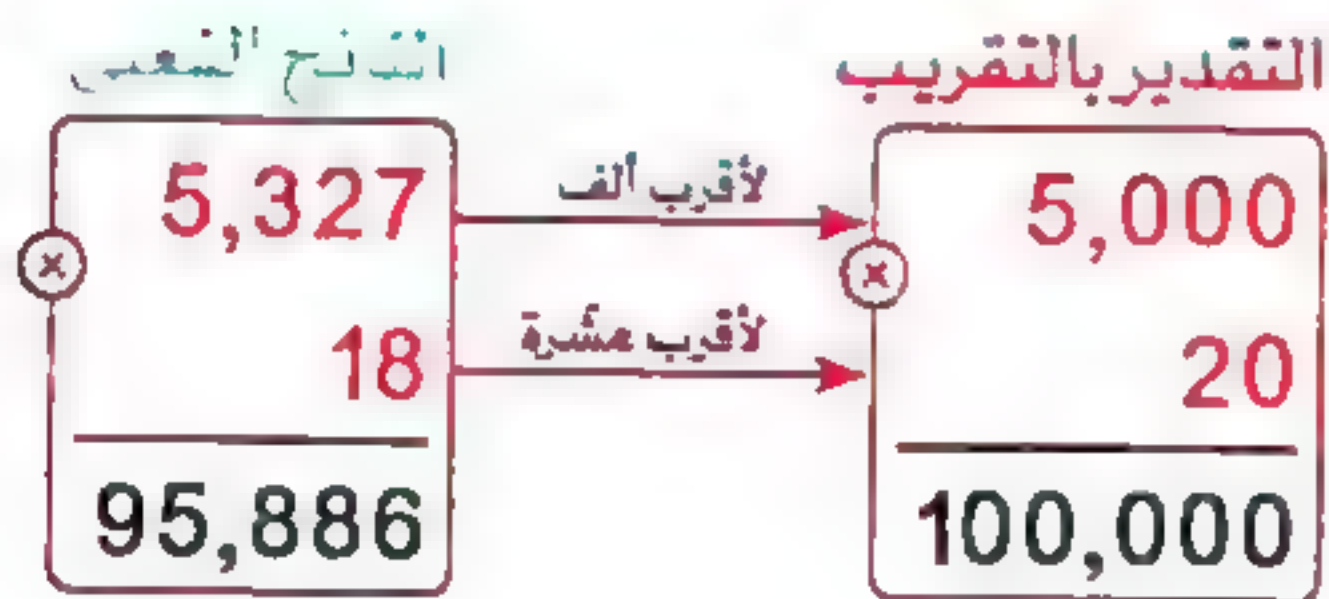 التقدير بالتقريب
5,327
× 18
95,886
لأقرب ألف
لأقرب عشرة
5,000
× 20
100,000